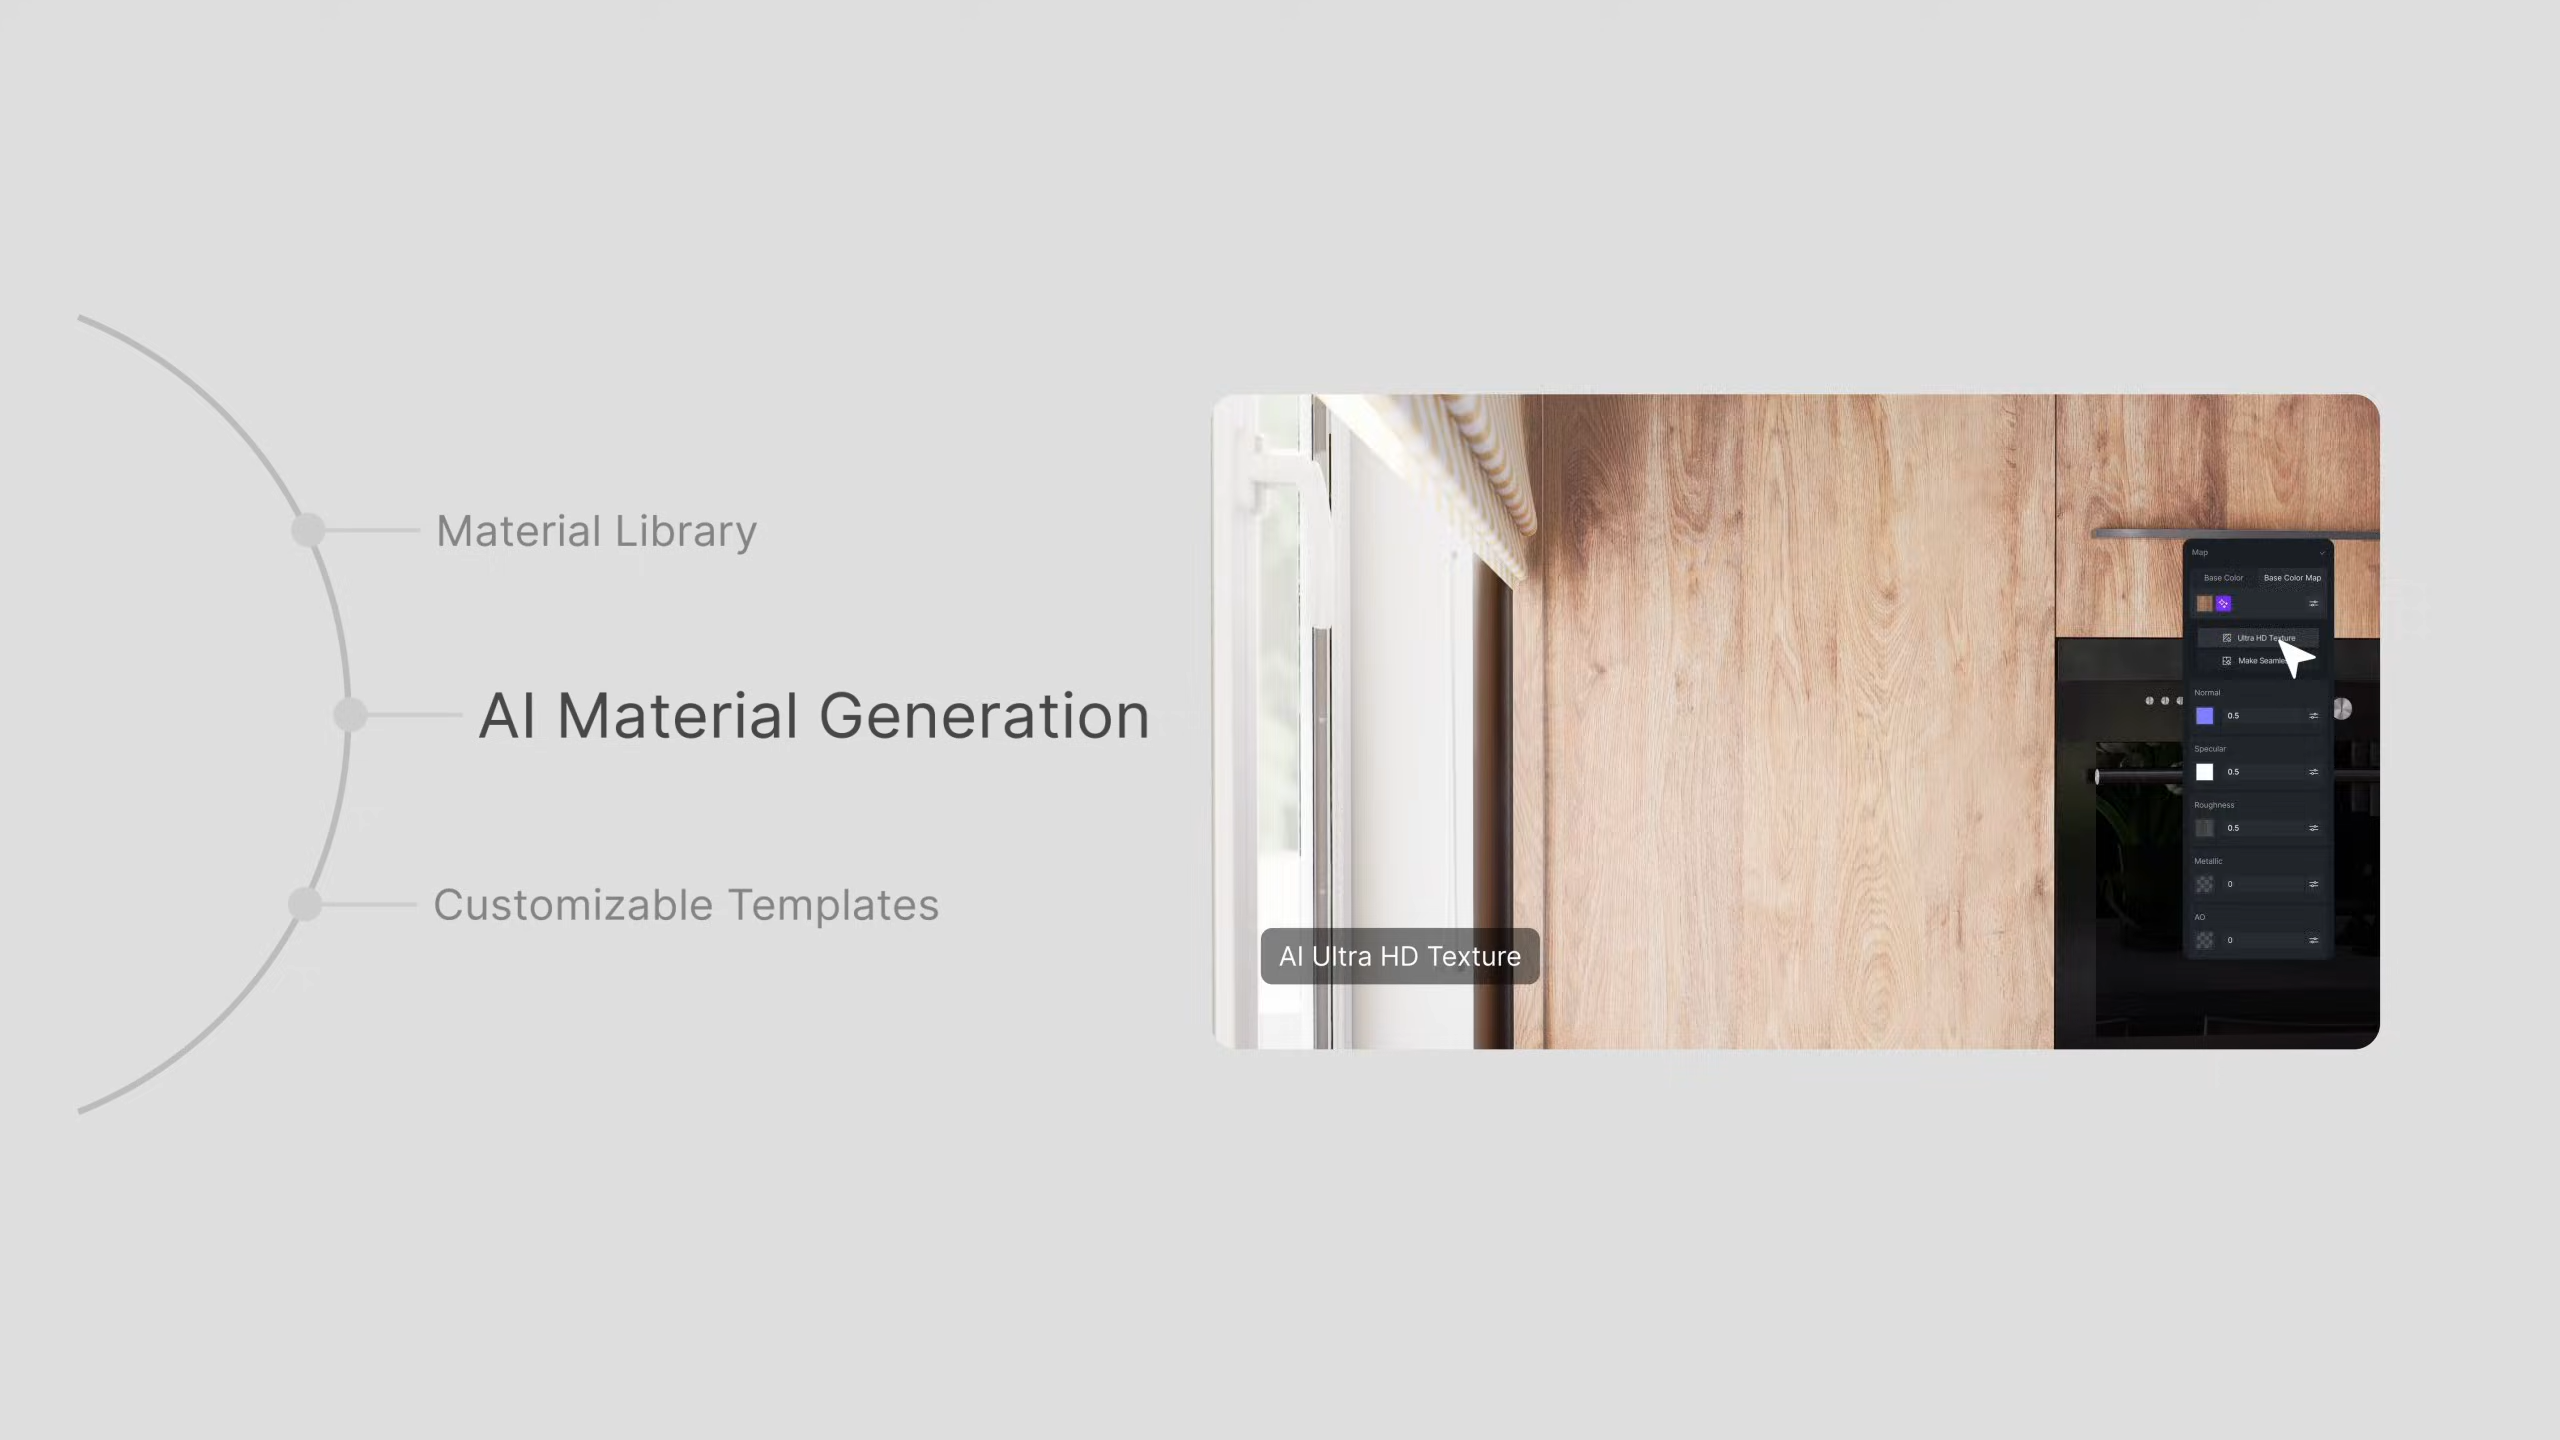 Material Library
AI Material Generation
Customizable Templates
AI Ultra HD Texture
Map
Base Color
Base Color Map
Ultra HD Texture
Make
Normal
0.5
Specular
0.5
Roughness
0.5
Metallic
0
AO
0